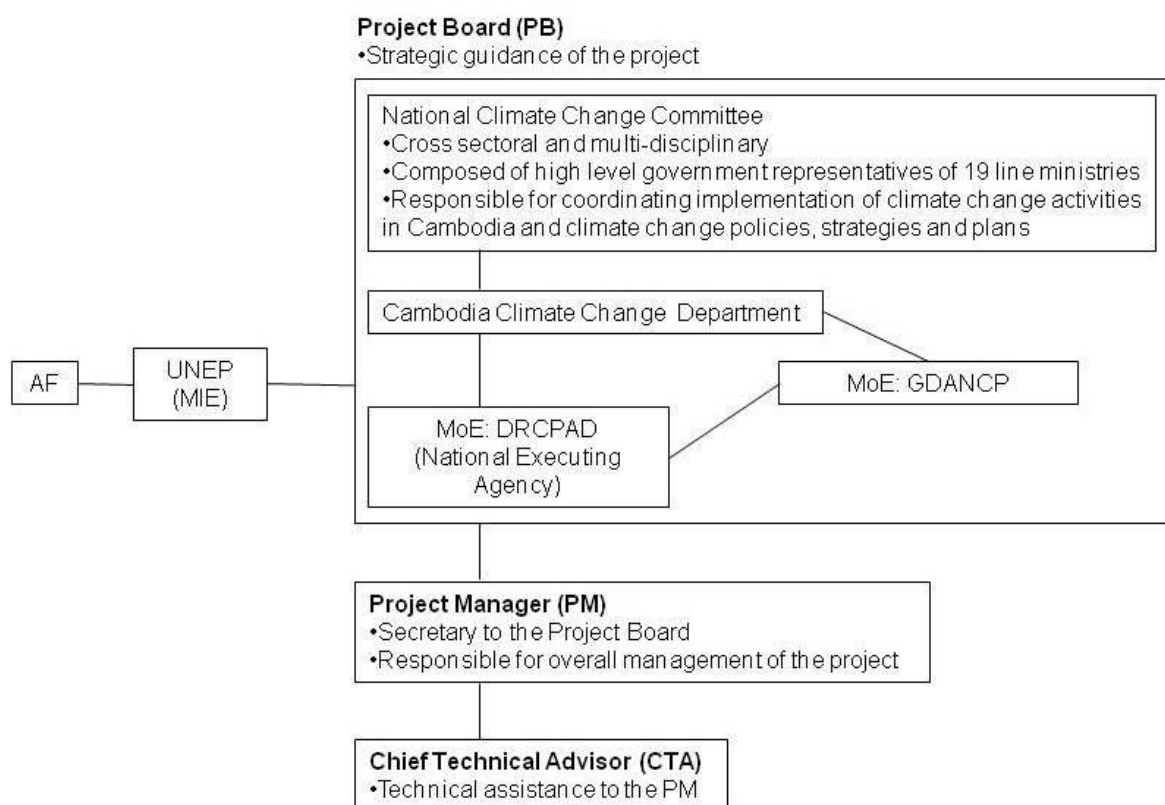 Project Board (PB)
•Strategic guidance of the project
National Climate Change Committee
•Cross sectoral and multi-disciplinary
•Composed of high level government representatives of 19 line ministries
•Responsible for coordinating implementation of climate change activities
in Cambodia and climate change policies, strategies and plans
Cambodia Climate Change Department
AF
UNEP
(MIE)
MoE: GDANCP
MoE: DRCPAD
(National Executing
Agency)
Project Manager (PM)
•Secretary to the Project Board
•Responsible for overall management of the project
Chief Technical Advisor (CTA)
•Technical assistance to the PM